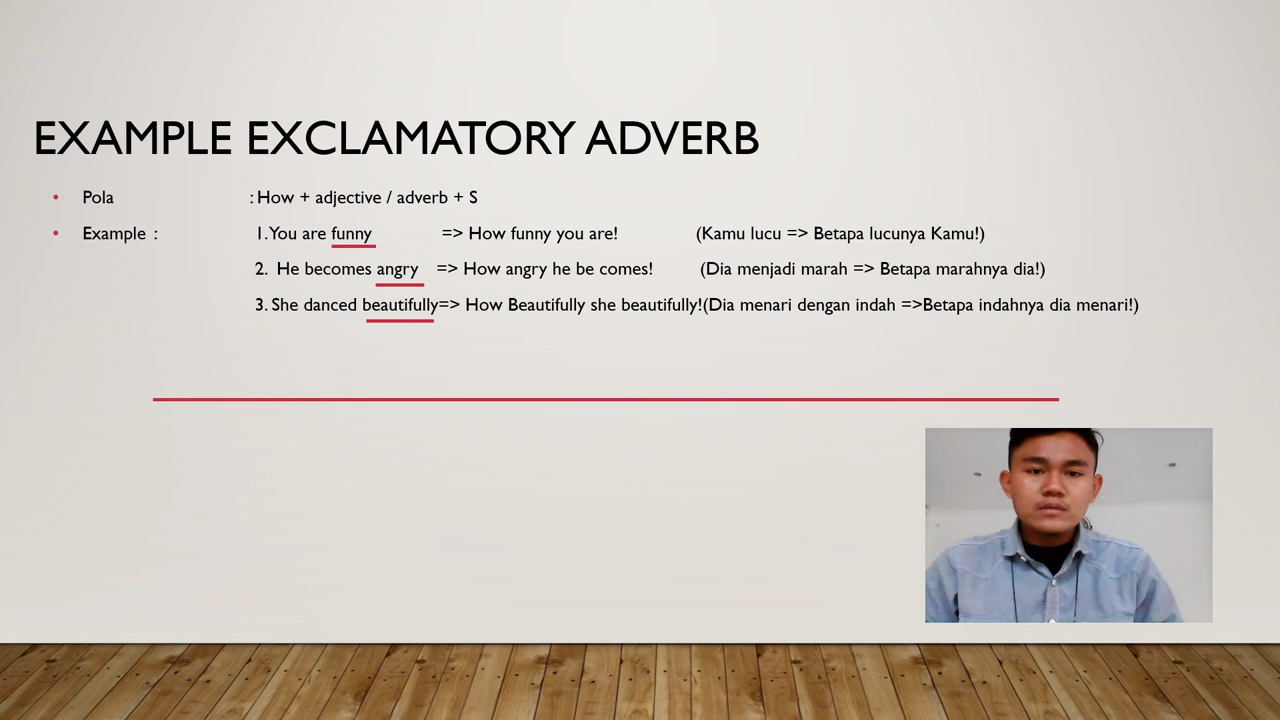 EXAMPLE EXCLAMATORY ADVERB
• Pola : How + adjective / adverb + S
• Example : 1. You are funny => How funny you are! (Kamu lucu => Betapa lucunya Kamu!)
2. He becomes angry => How angry he be comes! (Dia menjadi marah => Betapa marahnya dia!)
3. She danced beautifully=> How Beautifully she beautifully!(Dia menari dengan indah =>Betapa indahnya dia menari!)